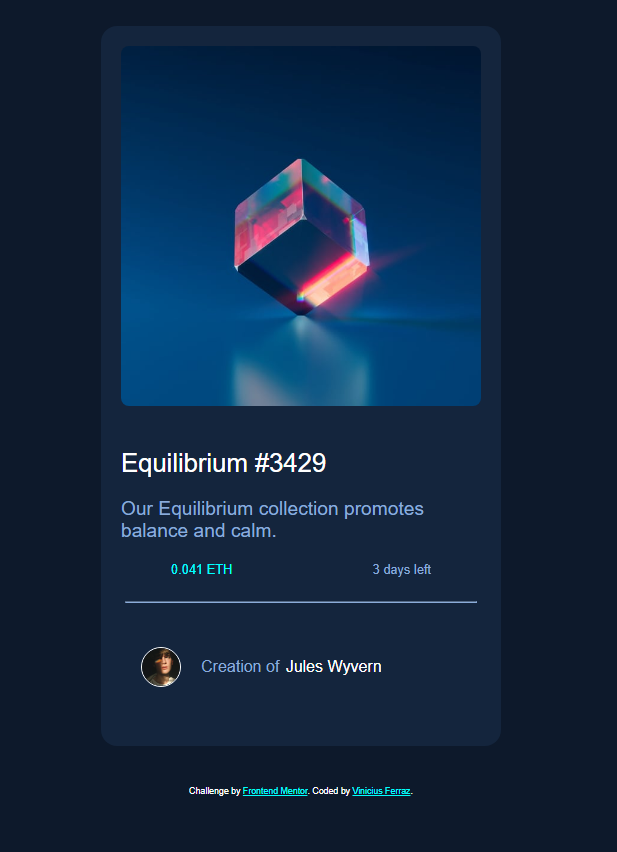 Equilibrium #3429
Our Equilibrium collection promotes
balance and calm.
0.041 ETH 3 days left
Creation of Jules Wyvern
Challenge by Frontend Mentor. Coded by Vinicius Ferraz.